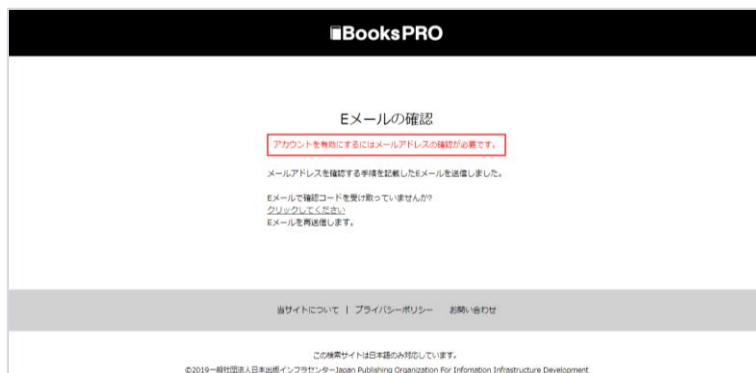 BooksPRO
Eメールの確認
アカウントを有効にするにはメールアドレスの確認が必要です。
メールアドレスを確認する手順を記載したEメールを送信しました。
Eメールで確認コードを受け取っていませんか?
クリックしてください
Eメールを再送信します。
当サイトについて | プライバシーポリシー お問い合わせ
この検索サイトは日本語のみ対応しています。
©2019一般社団法人日本出版インフラセンターJapan Publishing Organization For Infomation Infrastructure Development